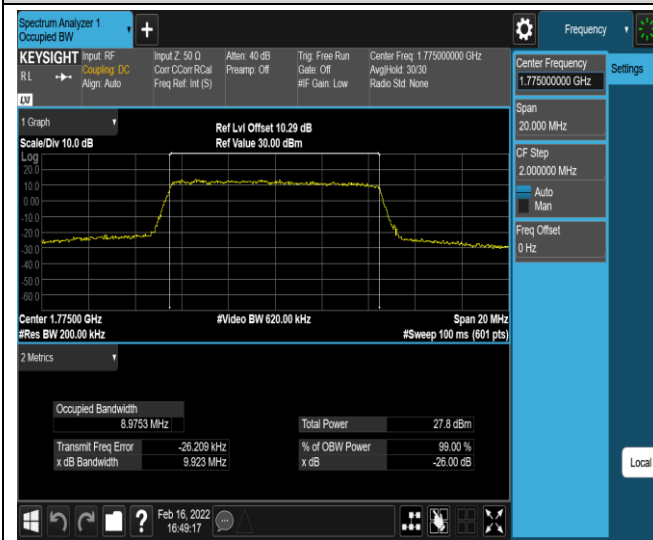 Spectrum Analyzer 1
Occupied BW
+
Frequency
KEYSIGHT
Input: RF
Coupling: DC
Align: Auto
Input Z: 50 Ω
Corr CCorr RCal
Freq Ref: Int (S)
Atten: 40 dB
Preamp: Off
Trig: Free Run
Gate: Off
#IF Gain: Low
Center Freq: 1.775000000 GHz
Avg|Hold: 30/30
Radio Std: None
R L
LXI
Center Frequency
1.775000000 GHz
Settings
Span
20.000 MHz
CF Step
2.000000 MHz
Auto
Man
Freq Offset
0 Hz
Local
1 Graph
Scale/Div 10.0 dB
Ref Lvl Offset 10.29 dB
Ref Value 30.00 dBm
Log
20.0
10.0
0.00
-10.0
-20.0
-30.0
-40.0
-50.0
-60.0
Center 1.77500 GHz
#Res BW 200.00 kHz
#Video BW 620.00 kHz
Span 20 MHz
#Sweep 100 ms (601 pts)
2 Metrics
Occupied Bandwidth
8.9753 MHz
Total Power 27.8 dBm
Transmit Freq Error -26.209 kHz
% of OBW Power 99.00 %
x dB Bandwidth 9.923 MHz
x dB -26.00 dB
?
Feb 16, 2022
16:49:17